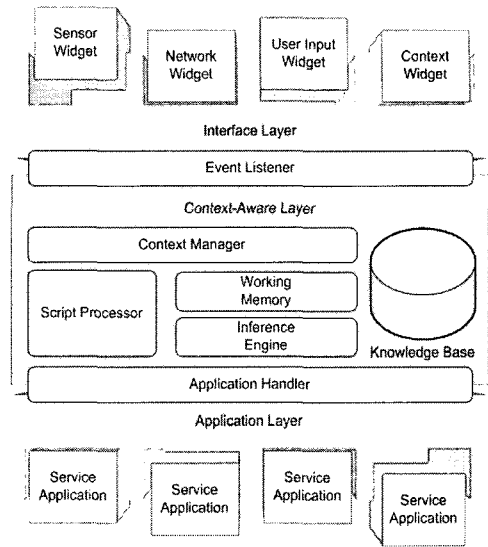 Sensor
Widget
Network
Widget
User Input
Widget
Context
Widget
Interface Layer
Event Listener
Context-Aware Layer
Context Manager
Script Processor
Working
Memory
Inference
Engine
Knowledge Base
Application Handler
Application Layer
Service
Application
Service
Application
Service
Application
Service
Application